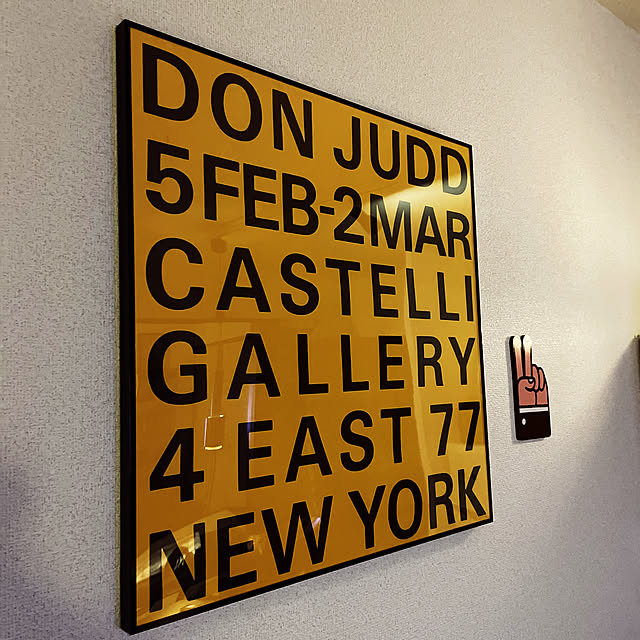 DON JUDD
5FEB-2MAR
CASTELLI
GALLERY
4 EAST 77
NEW YORK